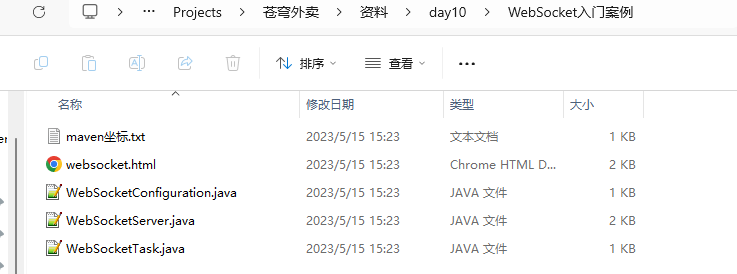 … Projects 苍穹外卖 资料 day10 WebSocket入门案例
排序 查看 …
名称 修改日期 类型 大小
maven坐标.txt 2023/5/15 15:23 文本文档 1 KB
websocket.html 2023/5/15 15:23 Chrome HTML D... 2 KB
WebSocketConfiguration.java 2023/5/15 15:23 JAVA 文件 1 KB
WebSocketServer.java 2023/5/15 15:23 JAVA 文件 2 KB
WebSocketTask.java 2023/5/15 15:23 JAVA 文件 1 KB